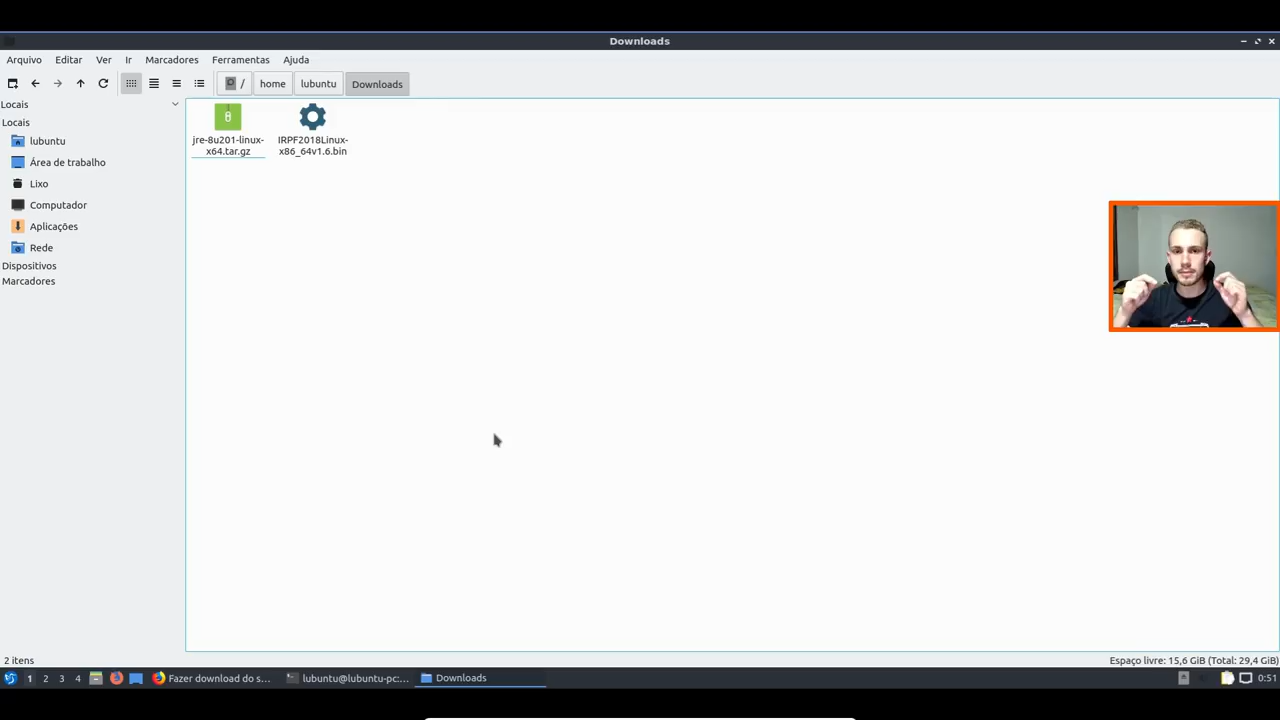 Downloads
Arquivo Editar Ver Ir Marcadores Ferramentas Ajuda
/ home lubuntu Downloads
Locais
Locais
lubuntu
Área de trabalho
Lixo
Computador
Aplicações
Rede
Dispositivos
Marcadores
jre-8u201-linux-
x64.tar.gz
IRPF2018Linux-
x86_64v1.6.bin
2 itens
Espaço livre: 15,6 GiB (Total: 29,4 GiB)
1 2 3 4 Fazer download do s... lubuntu@lubuntu-pc:... Downloads 0:51